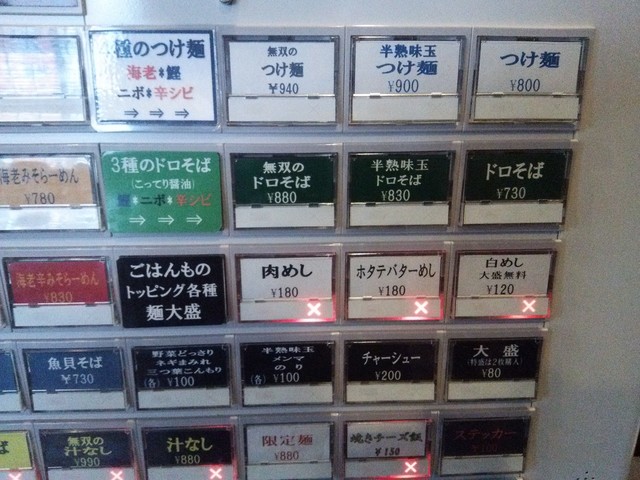 種のつけ麺
海老*鰹
ニボ*辛シビ
⇒ ⇒ ⇒
無双の
つけ麺
¥940
半熟味玉
つけ麺
¥900
つけ麺
¥800
海老みそらーめん
¥780
3種のドロそば
(こってり醤油)
*ニボ*辛シビ
⇒ ⇒ ⇒
無双の
ドロそば
¥880
半熟味玉
ドロそば
¥830
ドロそば
¥730
海老辛みそらーめん
¥830
ごはんもの
トッピング各種
麺大盛
肉めし
¥180
ホタテバターめし
¥180
白めし
大盛無料
¥120
魚貝そば
¥730
野菜どっさり
ネギまみれ
三つ葉こんもり
(各)¥100
半熟味玉
メンマ
のり
(各)¥100
チャーシュー
¥200
大盛
(特盛は2枚購入)
¥80
ば
無双の
汁なし
¥990
汁なし
¥880
限定麺
¥880
焼きチーズ飯
¥150
ステッカー